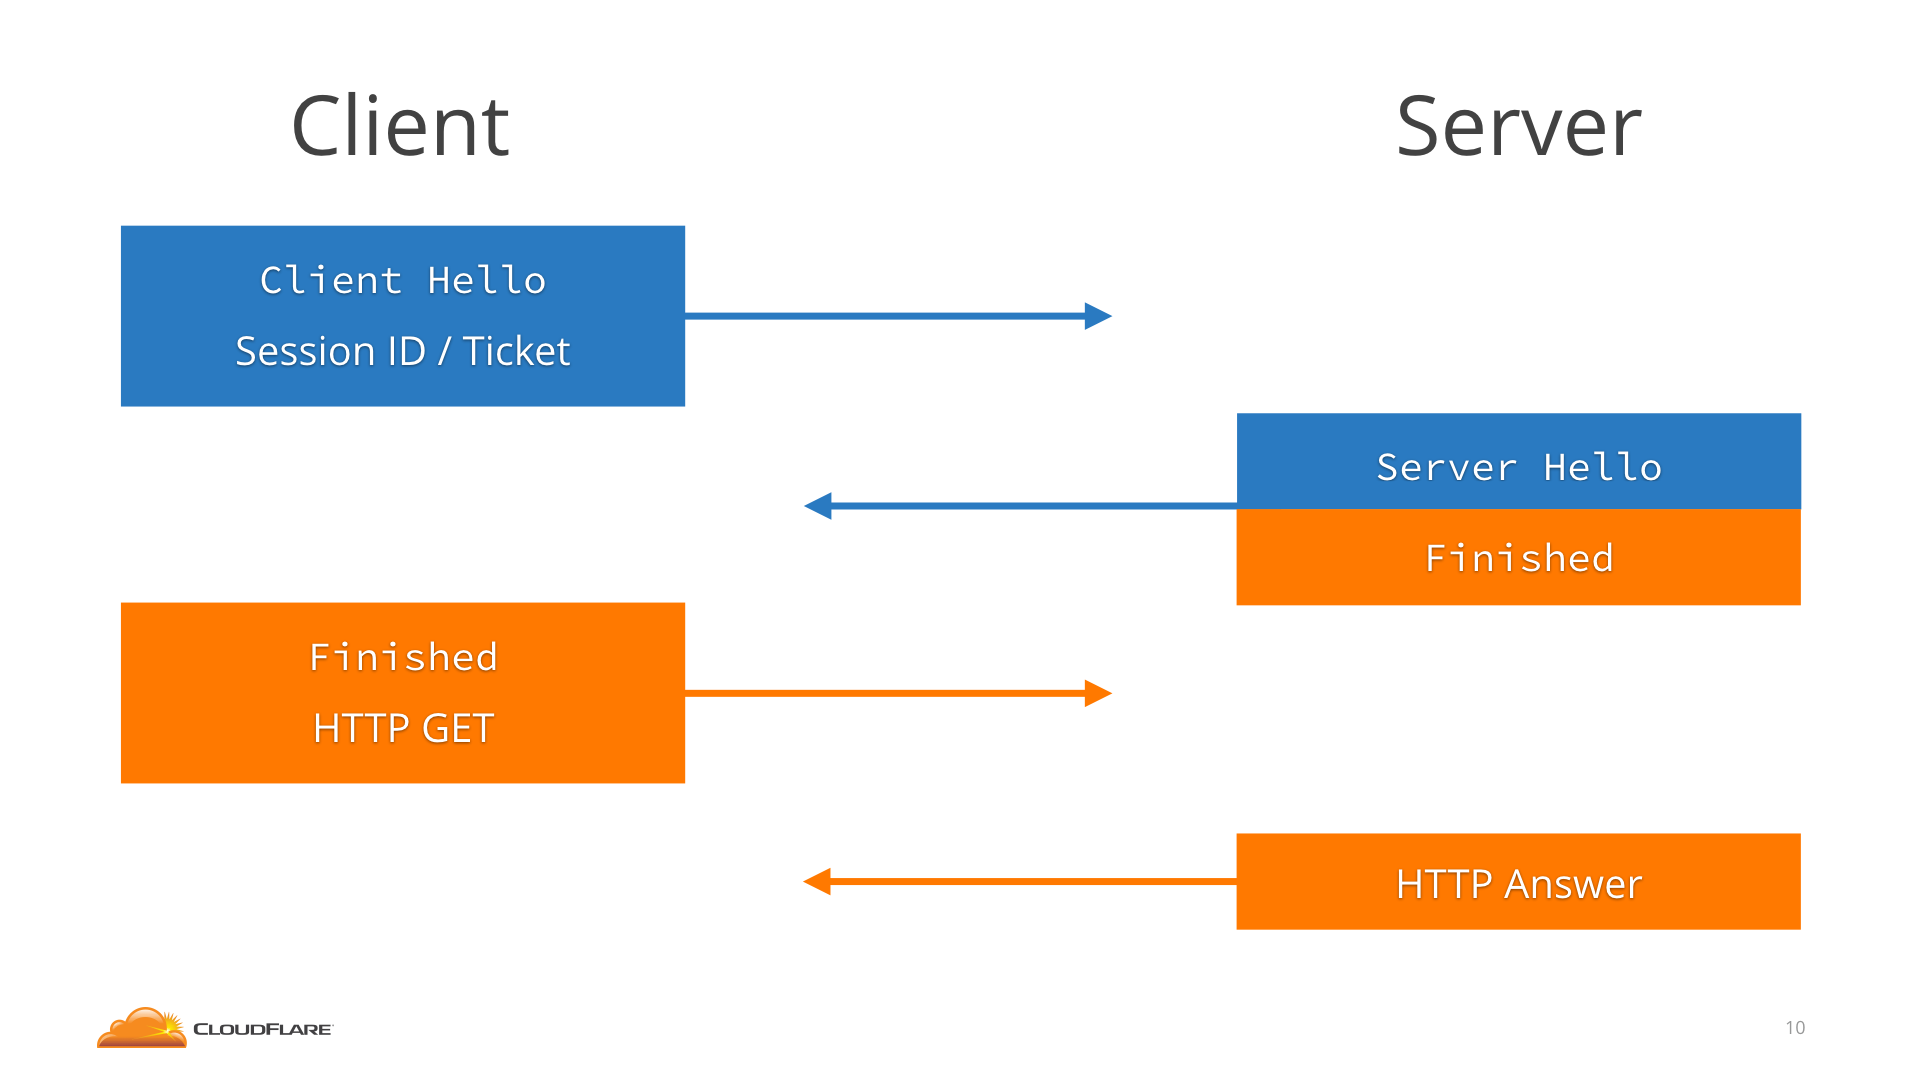 Client
Server
Client Hello
Session ID / Ticket
Server Hello
Finished
Finished
HTTP GET
HTTP Answer
CLOUDFLARE
10